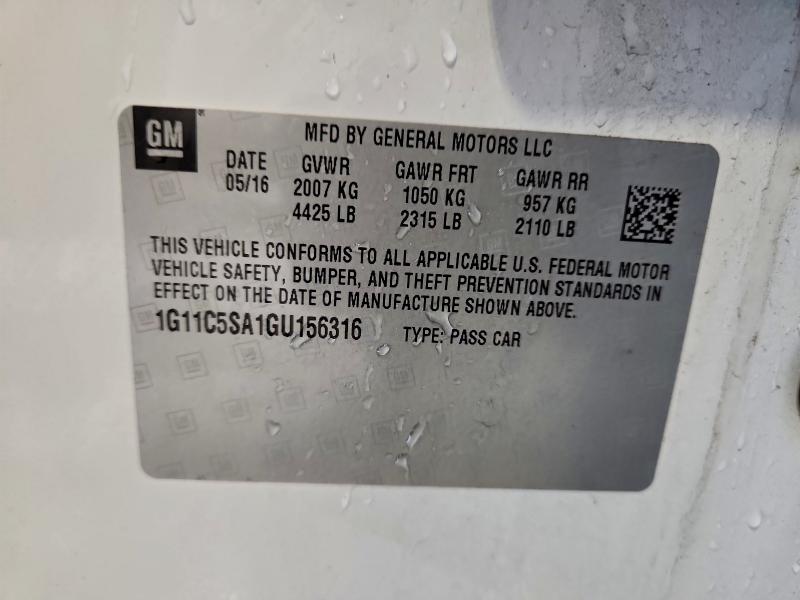 GM
MFD BY GENERAL MOTORS LLC
DATE GVWR GAWR FRT GAWR RR
05/16 2007 KG 1050 KG 957 KG
4425 LB 2315 LB 2110 LB
THIS VEHICLE CONFORMS TO ALL APPLICABLE U.S. FEDERAL MOTOR
VEHICLE SAFETY, BUMPER, AND THEFT PREVENTION STANDARDS IN
EFFECT ON THE DATE OF MANUFACTURE SHOWN ABOVE.
1G11C5SA1GU156316 TYPE: PASS CAR